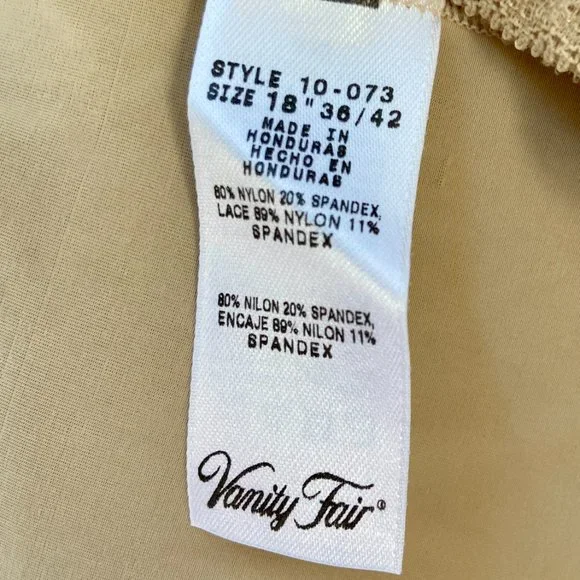 STYLE 10-073
SIZE 18" 36/42
MADE IN
HONDURAS
HECHO EN
HONDURAS
80% NYLON 20% SPANDEX,
LACE 89% NYLON 11%
SPANDEX
80% NILON 20% SPANDEX,
ENCAJE 89% NILON 11%
SPANDEX
Vanity Fair®